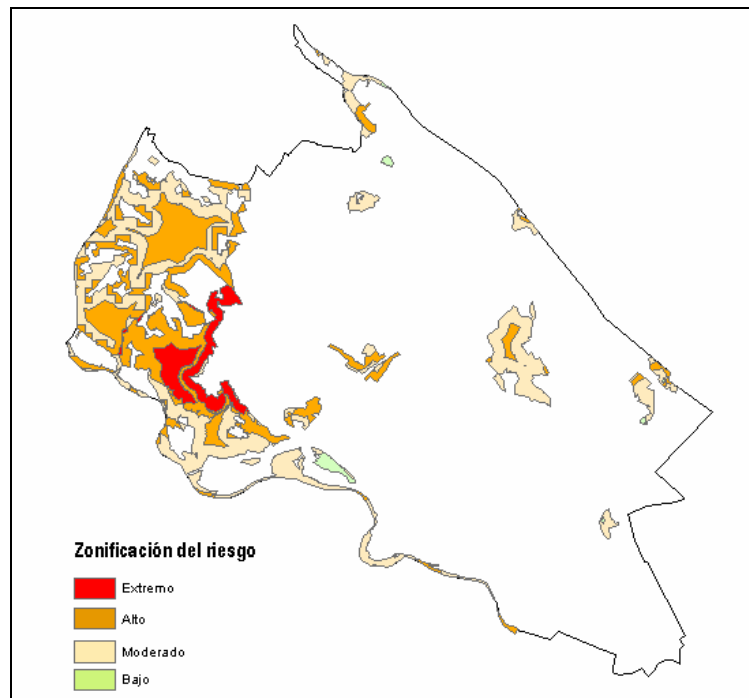 Zonificación del riesgo
Extremo
Alto
Moderado
Bajo